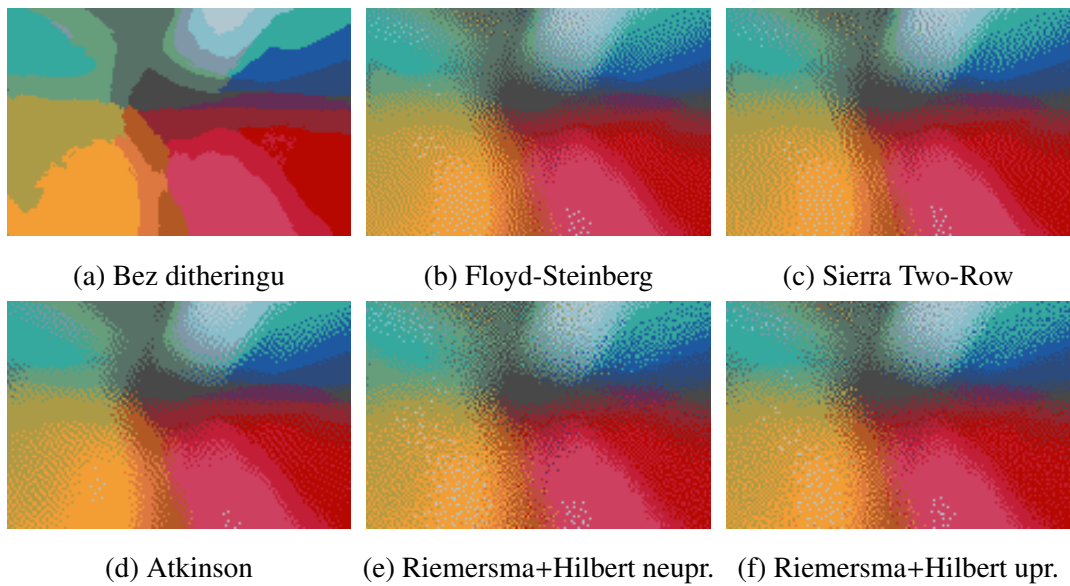 (a) Bez ditheringu
(b) Floyd-Steinberg
(c) Sierra Two-Row
(d) Atkinson
(e) Riemersma+Hilbert neupr.
(f) Riemersma+Hilbert upr.